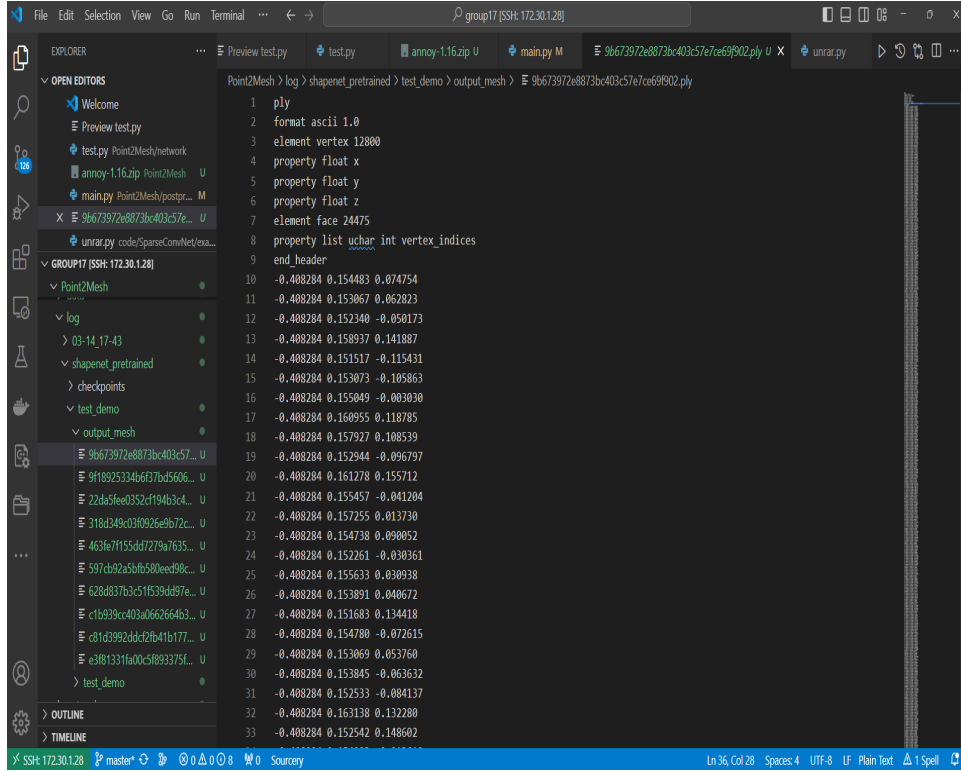 File Edit Selection View Go Run Terminal ··· group17 [SSH: 172.30.1.28]
EXPLORER ···
OPEN EDITORS
Welcome
Preview test.py
test.py Point2Mesh/network
annoy-1.16.zip Point2Mesh U
main.py Point2Mesh/postpr... M
9b673972e8873bc403c57e... U
unrar.py code/SparseConvNet/exa...
GROUP17 [SSH: 172.30.1.28]
Point2Mesh
log
03-14_17-43
shapenet_pretrained
checkpoints
test_demo
output_mesh
9b673972e8873bc403c57... U
9f18925334b6f37bd5606... U
22da5fee0352cf194b3c4... U
318d349c03f0926e9b72c... U
463fe7f155dd7279a7635... U
597cb92a5bfb580eed98c... U
628d837b3c51f539dd97e... U
c1b939cc403a0662664b3... U
c81d3992ddcf2fb41b177... U
e3f81331fa00c5f893375f... U
test_demo
OUTLINE
TIMELINE
126
Preview test.py test.py annoy-1.16.zip U main.py M 9b673972e8873bc403c57e7ce69f902.ply U unrar.py
Point2Mesh > log > shapenet_pretrained > test_demo > output_mesh > 9b673972e8873bc403c57e7ce69f902.ply
1 ply
2 format ascii 1.0
3 element vertex 12800
4 property float x
5 property float y
6 property float z
7 element face 24475
8 property list uchar int vertex_indices
9 end_header
10 -0.408284 0.154483 0.074754
11 -0.408284 0.153067 0.062823
12 -0.408284 0.152340 -0.050173
13 -0.408284 0.158937 0.141887
14 -0.408284 0.151517 -0.115431
15 -0.408284 0.153073 -0.105863
16 -0.408284 0.155049 -0.003030
17 -0.408284 0.160955 0.118785
18 -0.408284 0.157927 0.108539
19 -0.408284 0.152944 -0.096797
20 -0.408284 0.161278 0.155712
21 -0.408284 0.155457 -0.041204
22 -0.408284 0.157255 0.013730
23 -0.408284 0.154738 0.090052
24 -0.408284 0.152261 -0.030361
25 -0.408284 0.155633 0.030938
26 -0.408284 0.153891 0.040672
27 -0.408284 0.151683 0.134418
28 -0.408284 0.154780 -0.072615
29 -0.408284 0.153069 0.053760
30 -0.408284 0.153845 -0.063632
31 -0.408284 0.152533 -0.084137
32 -0.408284 0.163138 0.132280
33 -0.408284 0.152542 0.148602
SSH: 172.30.1.28 master* 0 0 0 8 0 Sourcery Ln 36, Col 28 Spaces: 4 UTF-8 LF Plain Text 1 Spell